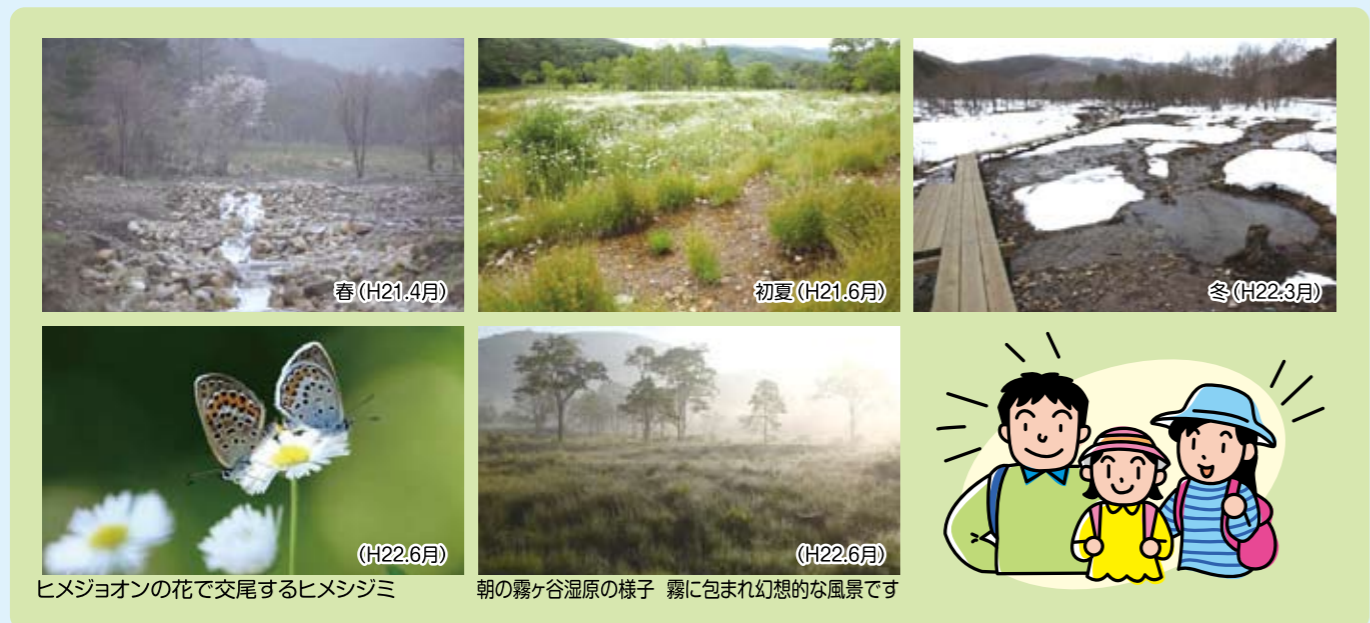 春(H21.4月)
初夏(H21.6月)
冬(H22.3月)
(H22.6月)
(H22.6月)
ヒメジョオンの花で交尾するヒメシジミ
朝の霧ヶ谷湿原の様子 霧に包まれ幻想的な風景です